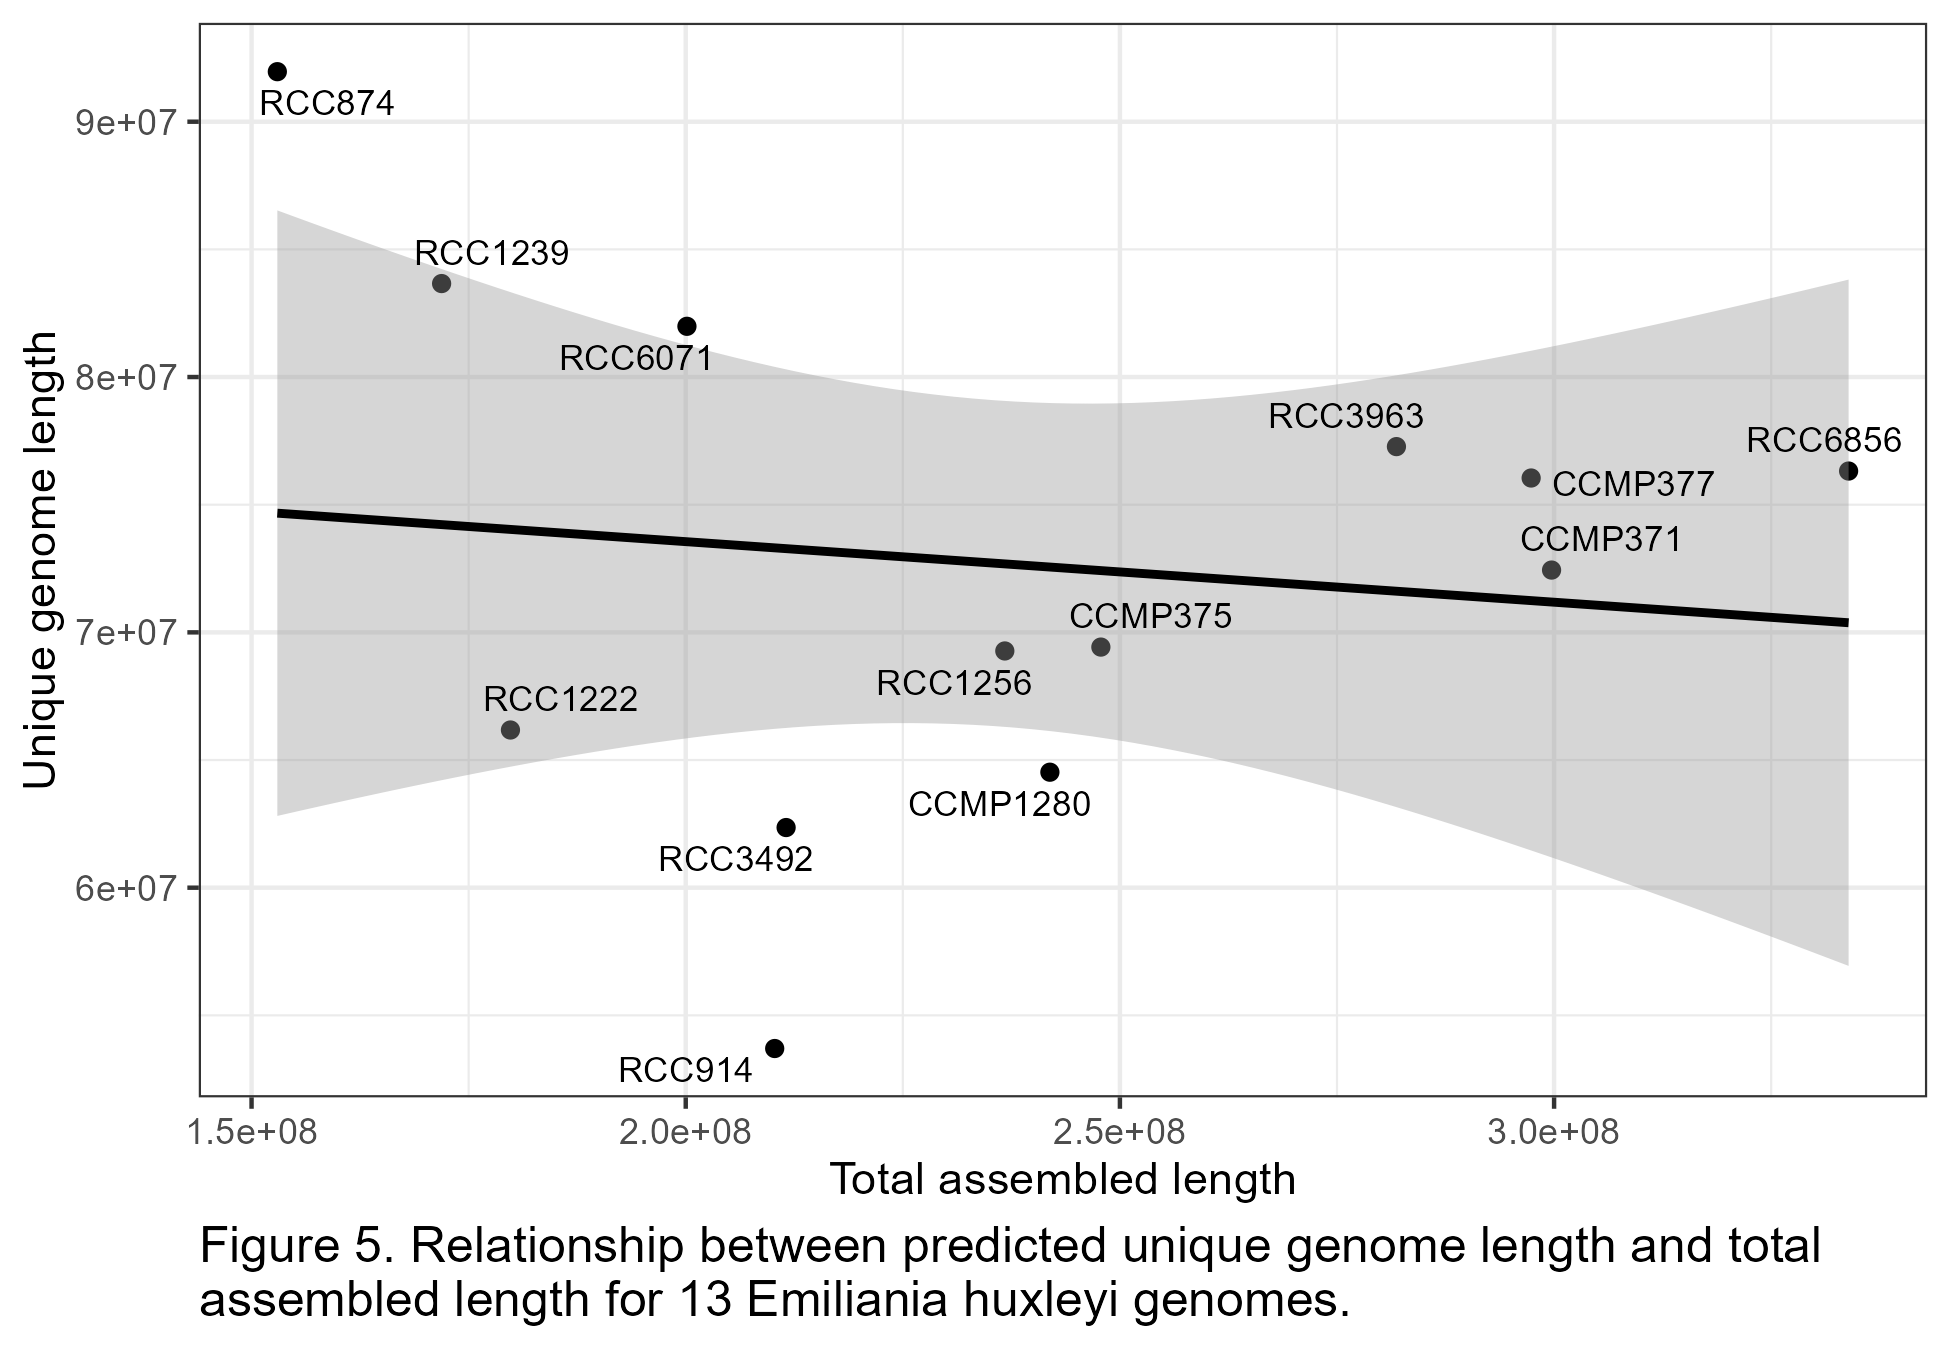 RCC874
9e+07
RCC1239
RCC6071
8e+07
RCC3963
RCC6856
CCMP377
CCMP371
CCMP375
7e+07
RCC1256
RCC1222
CCMP1280
RCC3492
6e+07
RCC914
Unique genome length
1.5e+08 2.0e+08 2.5e+08 3.0e+08
Total assembled length
Figure 5. Relationship between predicted unique genome length and total
assembled length for 13 Emiliania huxleyi genomes.